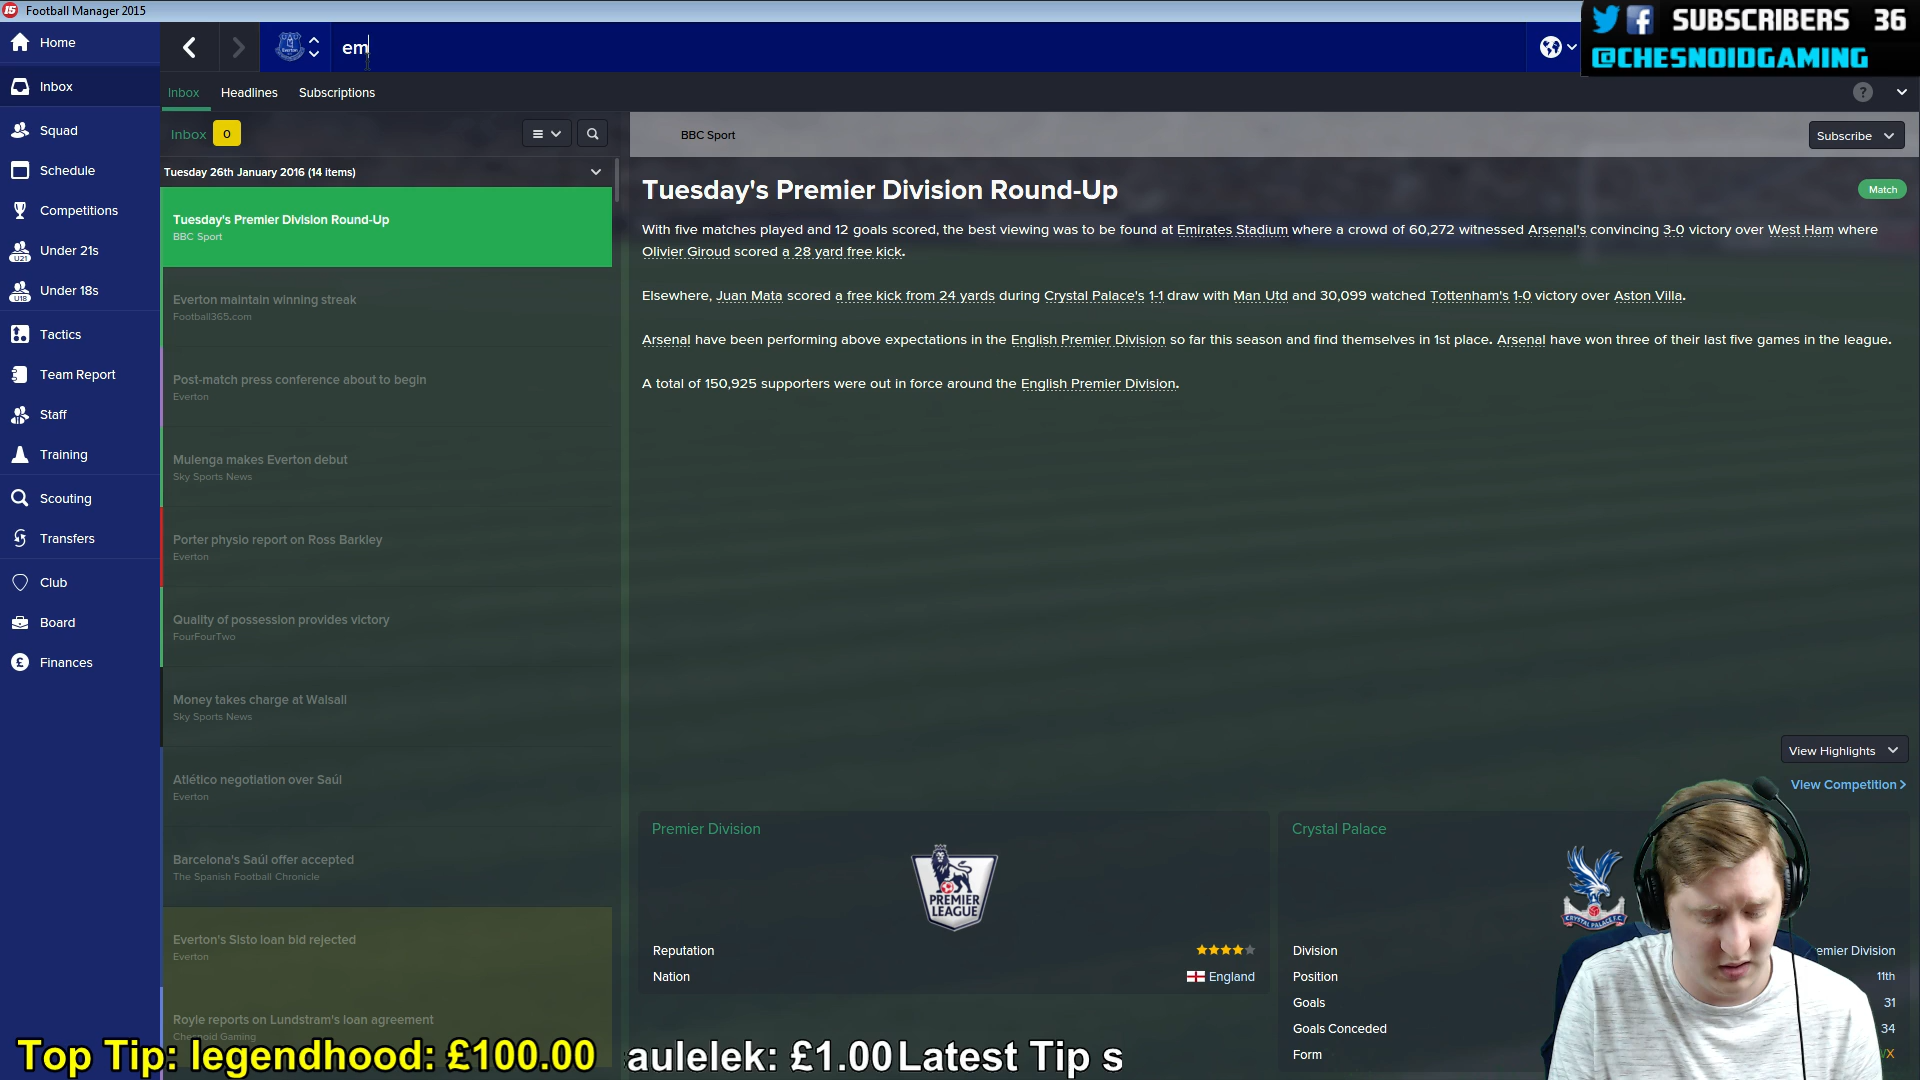 Football Manager 2015
SUBSCRIBERS 36
@CHESNOIDGAMING
Home
Inbox
Squad
Schedule
Competitions
Under 21s
Under 18s
Tactics
Team Report
Staff
Training
Scouting
Transfers
Club
Board
Finances
em
Inbox Headlines Subscriptions
Inbox 0
Tuesday 26th January 2016 (14 items)
Tuesday's Premier Division Round-Up
BBC Sport
Everton maintain winning streak
Football365.com
Post-match press conference about to begin
Everton
Mulenga makes Everton debut
Sky Sports News
Porter physio report on Ross Barkley
Everton
Quality of possession provides victory
FourFourTwo
Money takes charge at Walsall
Sky Sports News
Atlético negotiation over Saúl
Everton
Barcelona's Saúl offer accepted
The Spanish Football Chronicle
Everton's Sisto loan bid rejected
Everton
Royle reports on Lundstram's loan agreement
Chesnoid Gaming
BBC Sport
Subscribe
Tuesday's Premier Division Round-Up
Match
With five matches played and 12 goals scored, the best viewing was to be found at Emirates Stadium where a crowd of 60,272 witnessed Arsenal's convincing 3-0 victory over West Ham where
Olivier Giroud scored a 28 yard free kick.
Elsewhere, Juan Mata scored a free kick from 24 yards during Crystal Palace's 1-1 draw with Man Utd and 30,099 watched Tottenham's 1-0 victory over Aston Villa.
Arsenal have been performing above expectations in the English Premier Division so far this season and find themselves in 1st place. Arsenal have won three of their last five games in the league.
A total of 150,925 supporters were out in force around the English Premier Division.
View Highlights
View Competition >
Premier Division
PREMIER
LEAGUE
Reputation
Nation England
Crystal Palace
CRYSTAL PALACE F.C.
Division emier Division
Position 11th
Goals 31
Goals Conceded 34
Form X
Top Tip: legendhood: £100.00 aulelek: £1.00 Latest Tip s